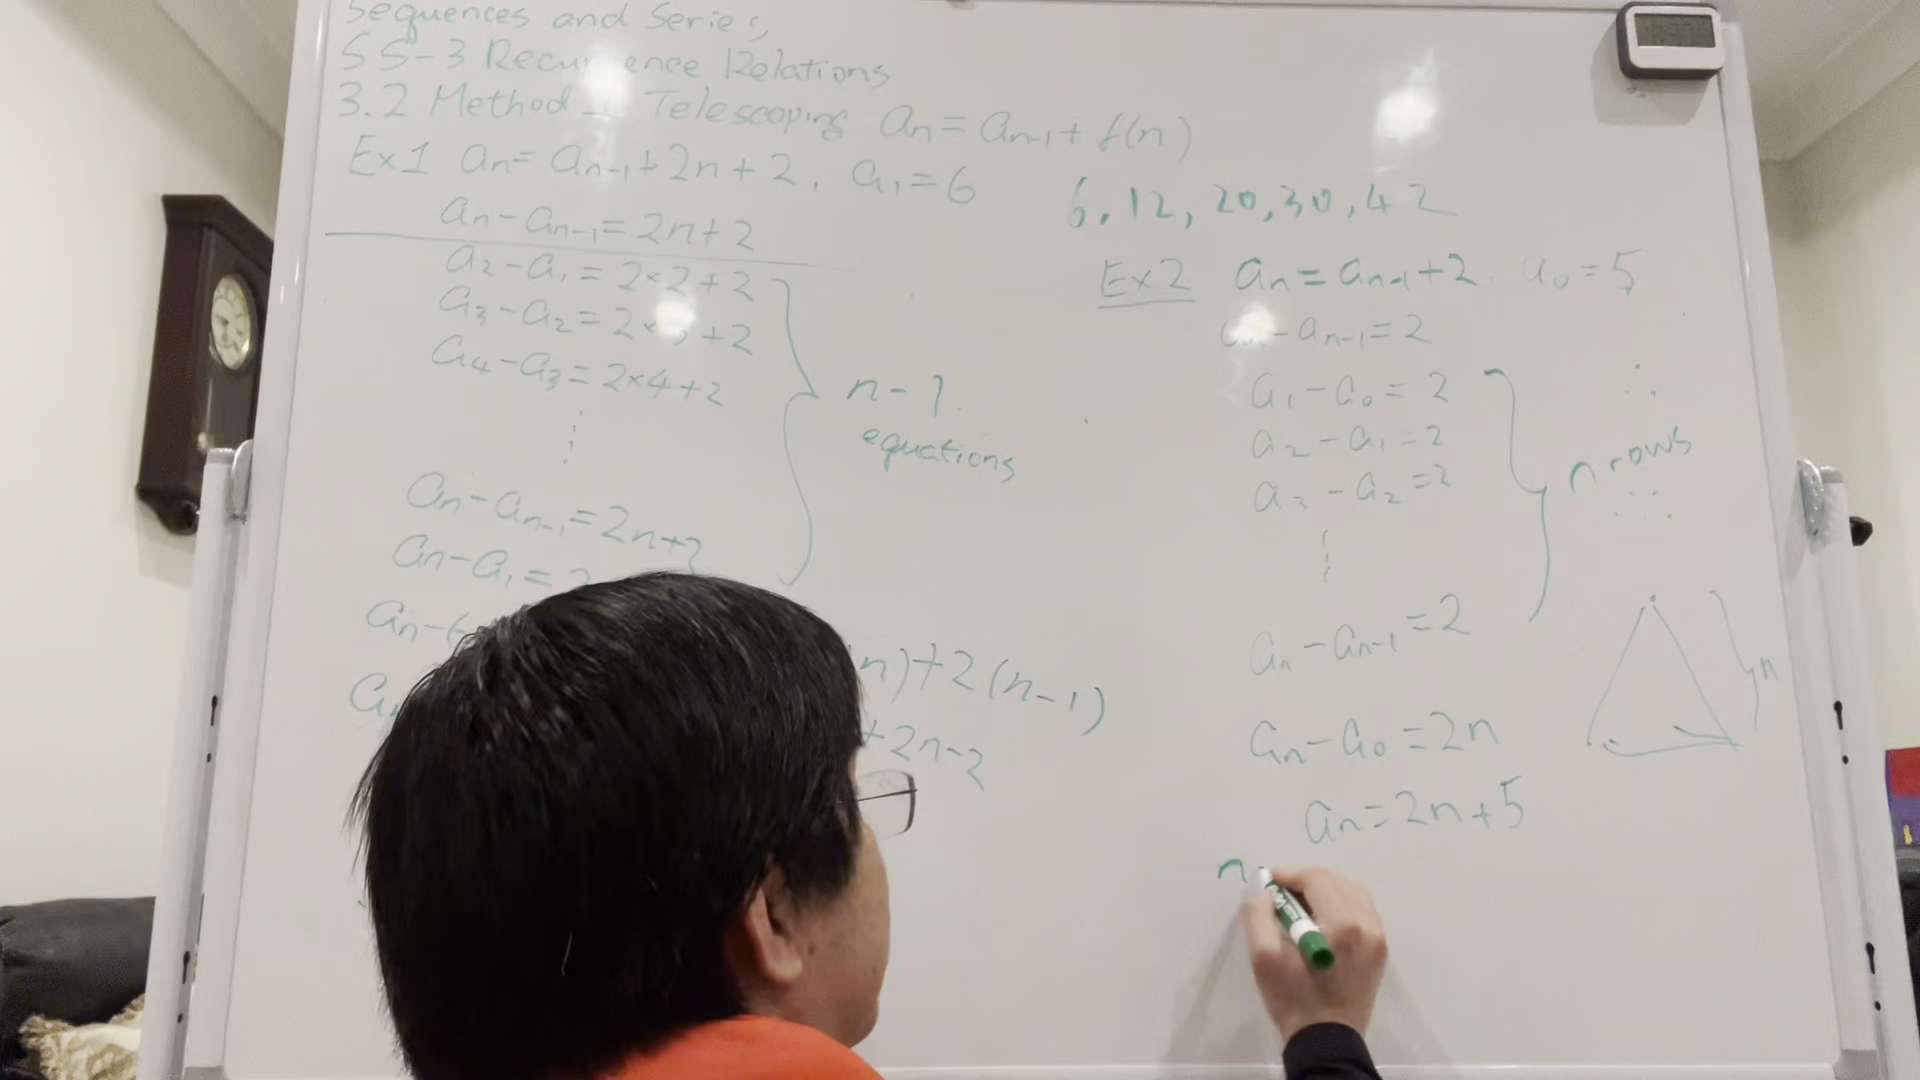 Sequences and Series
SS-3 Recurrence Relations
3.2 Method 1 Telescoping an = an-1 + f(n)
Ex1 an = an-1 + 2n + 2, a1 = 6
an - an-1 = 2n + 2
a2 - a1 = 2×2 + 2
a3 - a2 = 2×3 + 2
a4 - a3 = 2×4 + 2
n-1
equations
an - an-1 = 2n + 2
an - a1 = 2
an -
an
n) + 2(n-1)
+ 2n - 2
6, 12, 20, 30, 42
Ex2 an = an-1 + 2. a0 = 5
an - an-1 = 2
a1 - a0 = 2
a2 - a1 = 2
a3 - a2 = 2
n rows
an - an-1 = 2
n
an - a0 = 2n
an = 2n + 5
n